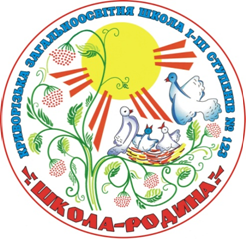 КРИВОРІЗЬКА ЗАГАЛЬНООСВІТНЯ ШКОЛА І-ІІІ СТУПЕНІВ № 123
ШКОЛА-РОДИНА